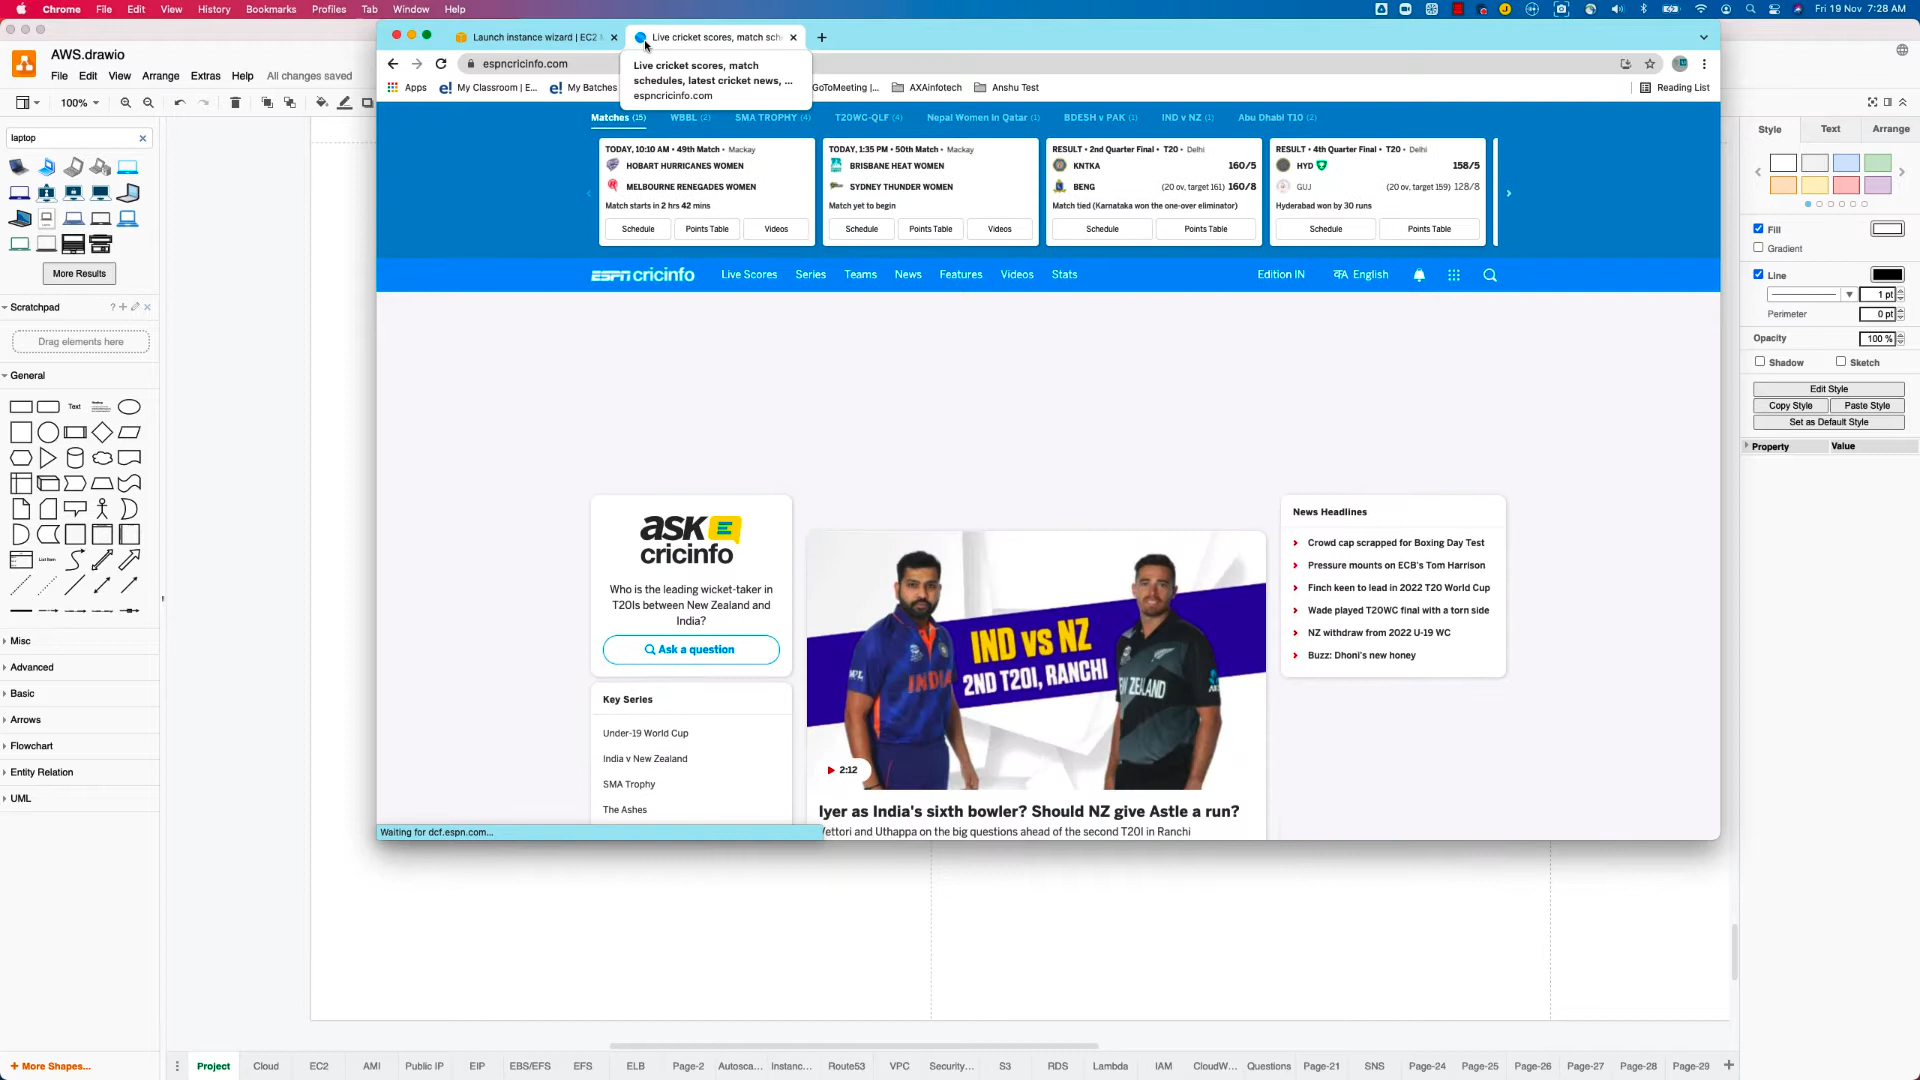 Chrome File Edit View History Bookmarks Profiles Tab Window Help
Fri 19 Nov 7:28 AM
AWS.drawio
File Edit View Arrange Extras Help All changes saved
100%
laptop
More Results
Scratchpad
Drag elements here
General
Text
Misc
Advanced
Basic
Arrows
Flowchart
Entity Relation
UML
+ More Shapes...
Launch instance wizard | EC2
Live cricket scores, match sch
espncricinfo.com
Live cricket scores, match
schedules, latest cricket news, ...
espncricinfo.com
Apps
My Classroom | E...
My Batches
GoToMeeting |...
AXAinfotech
Anshu Test
Reading List
Matches (15) WBBL (2) SMA TROPHY (4) T20WC-QLF (4) Nepal Women in Qatar (1) BDESH v PAK (1) IND v NZ (1) Abu Dhabi T10 (2)
TODAY, 10:10 AM • 49th Match • Mackay
HOBART HURRICANES WOMEN
MELBOURNE RENEGADES WOMEN
Match starts in 2 hrs 42 mins
Schedule Points Table Videos
TODAY, 1:35 PM • 50th Match • Mackay
BRISBANE HEAT WOMEN
SYDNEY THUNDER WOMEN
Match yet to begin
Schedule Points Table Videos
RESULT • 2nd Quarter Final • T20 • Delhi
KNTKA 160/5
BENG (20 ov, target 161) 160/8
Match tied (Karnataka won the one-over eliminator)
Schedule Points Table
RESULT • 4th Quarter Final • T20 • Delhi
HYD 158/5
GUJ (20 ov, target 159) 128/8
Hyderabad won by 30 runs
Schedule Points Table
ESPN cricinfo Live Scores Series Teams News Features Videos Stats Edition IN English
ask
cricinfo
Who is the leading wicket-taker in
T20Is between New Zealand and
India?
Ask a question
Key Series
Under-19 World Cup
India v New Zealand
SMA Trophy
The Ashes
IND vs NZ
2ND T20I, RANCHI
INDIA
2:12
Iyer as India's sixth bowler? Should NZ give Astle a run?
Vettori and Uthappa on the big questions ahead of the second T20I in Ranchi
News Headlines
Crowd cap scrapped for Boxing Day Test
Pressure mounts on ECB's Tom Harrison
Finch keen to lead in 2022 T20 World Cup
Wade played T20WC final with a torn side
NZ withdraw from 2022 U-19 WC
Buzz: Dhoni's new honey
Waiting for dcf.espn.com...
Style Text Arrange
Fill
Gradient
Line
1 pt
Perimeter 0 pt
Opacity 100 %
Shadow Sketch
Edit Style
Copy Style Paste Style
Set as Default Style
Property Value
Project Cloud EC2 AMI Public IP EIP EBS/EFS EFS ELB Page-2 Autosca... Instanc... Route53 VPC Security... S3 RDS Lambda IAM CloudW... Questions Page-21 SNS Page-24 Page-25 Page-26 Page-27 Page-28 Page-29